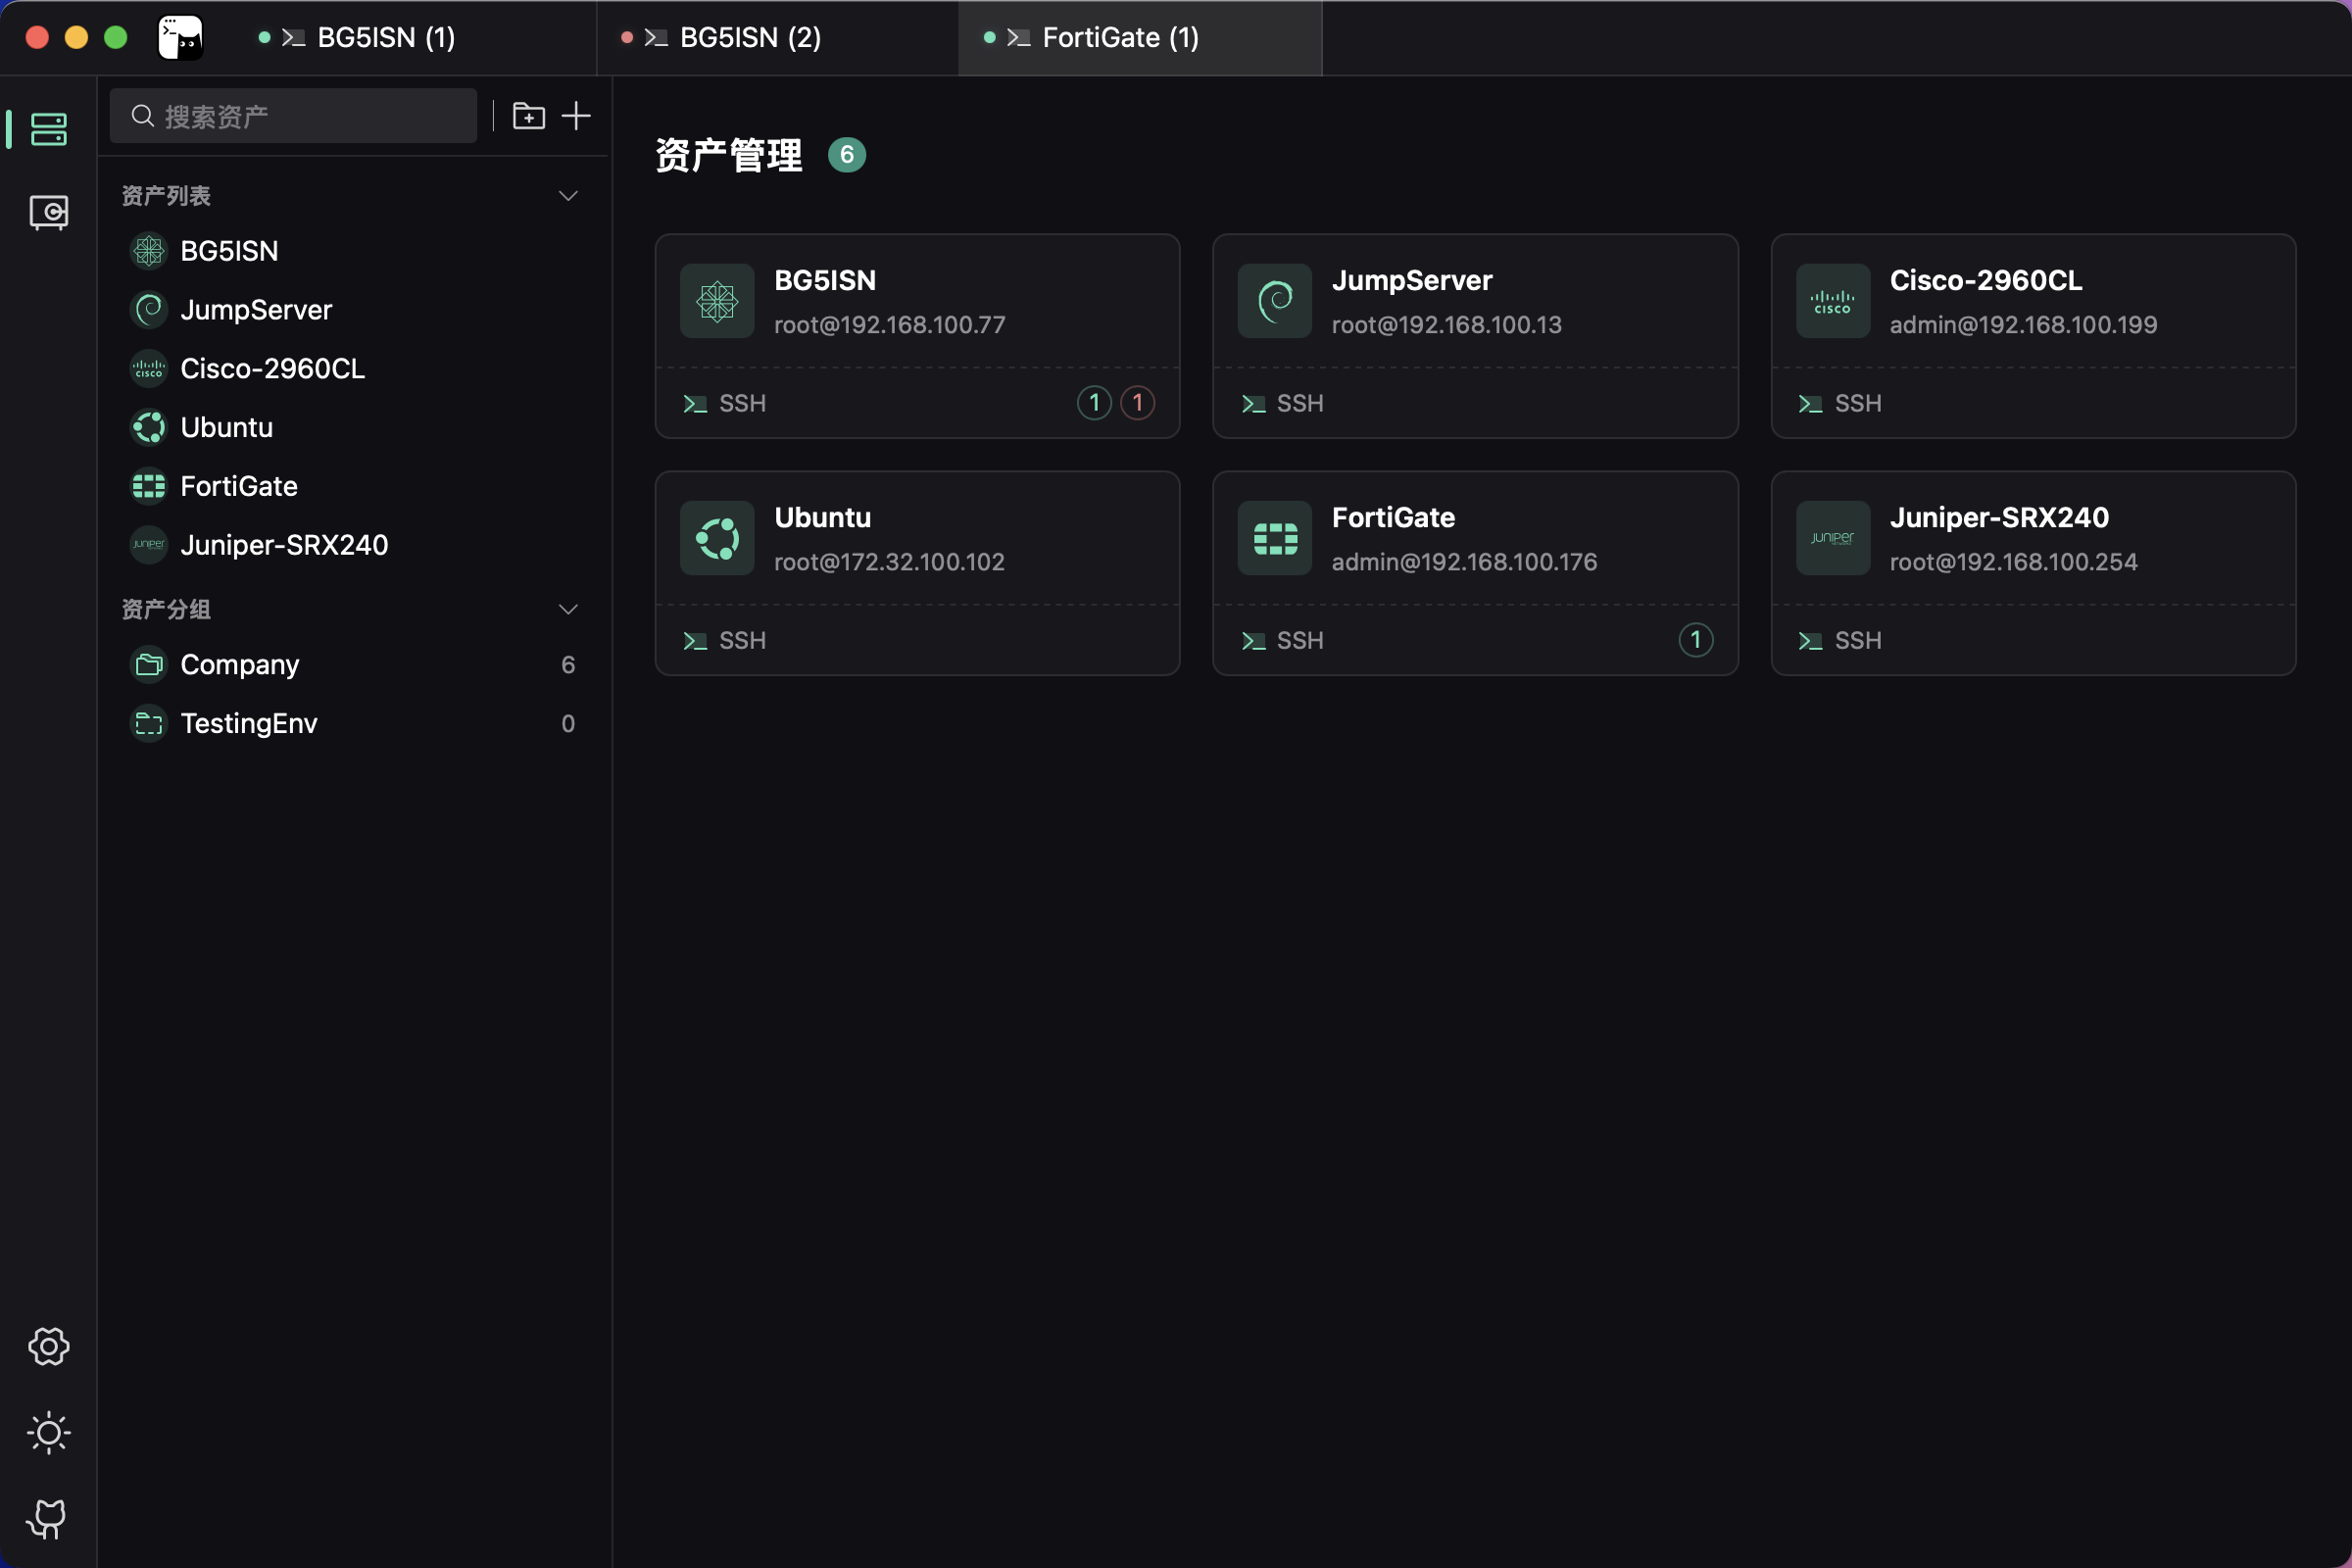 BG5ISN (1)
BG5ISN (2)
FortiGate (1)
搜索资产
资产列表
BG5ISN
JumpServer
CISCO
Cisco-2960CL
Ubuntu
FortiGate
JUNIPER
Juniper-SRX240
资产分组
Company 6
TestingEnv 0
资产管理 6
BG5ISN
root@192.168.100.77
SSH 1 1
JumpServer
root@192.168.100.13
SSH
CISCO
Cisco-2960CL
admin@192.168.100.199
SSH
Ubuntu
root@172.32.100.102
SSH
FortiGate
admin@192.168.100.176
SSH 1
JUNIPER
Juniper-SRX240
root@192.168.100.254
SSH